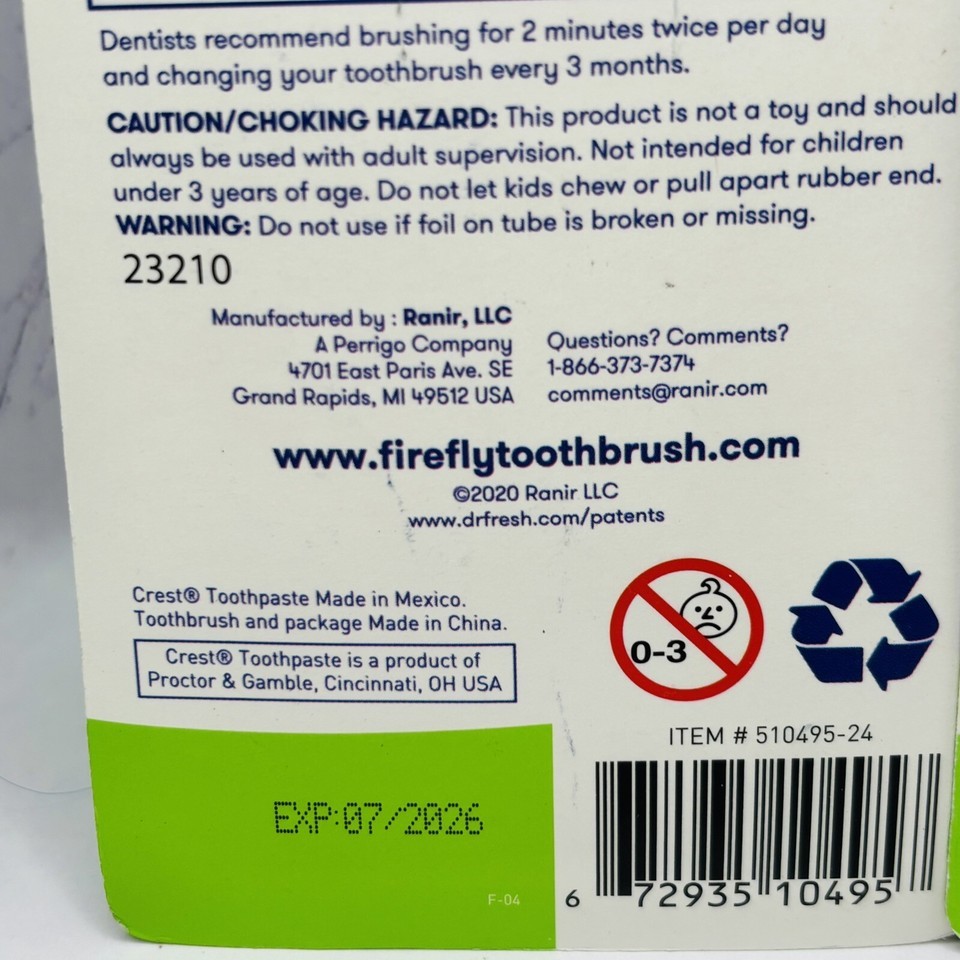 Dentists recommend brushing for 2 minutes twice per day
and changing your toothbrush every 3 months.
CAUTION/CHOKING HAZARD: This product is not a toy and should
always be used with adult supervision. Not intended for children
under 3 years of age. Do not let kids chew or pull apart rubber end.
WARNING: Do not use if foil on tube is broken or missing.
23210
Manufactured by : Ranir, LLC
A Perrigo Company
4701 East Paris Ave. SE
Grand Rapids, MI 49512 USA
Questions? Comments?
1-866-373-7374
comments@ranir.com
www.fireflytoothbrush.com
©2020 Ranir LLC
www.drfresh.com/patents
Crest® Toothpaste Made in Mexico.
Toothbrush and package Made in China.
Crest® Toothpaste is a product of
Proctor & Gamble, Cincinnati, OH USA
0-3
ITEM # 510495-24
EXP:07/2026
F-04
6 72935 10495